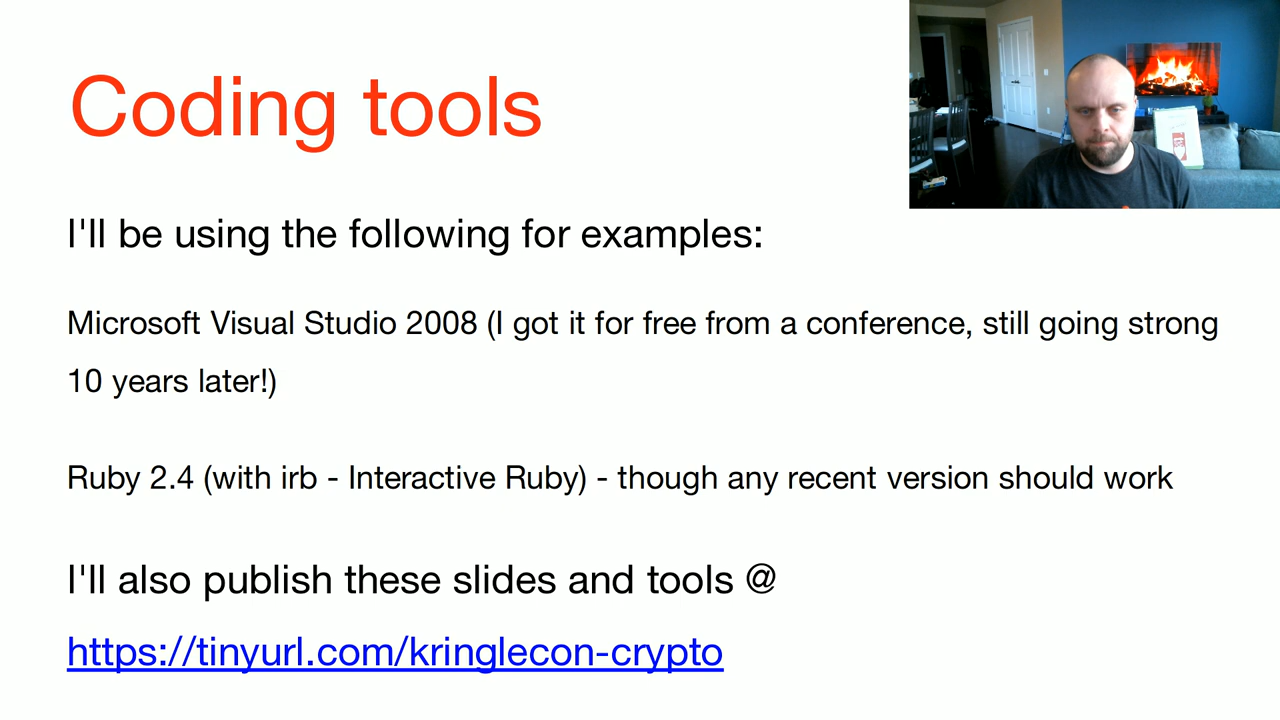 Coding tools
I'll be using the following for examples:
Microsoft Visual Studio 2008 (I got it for free from a conference, still going strong
10 years later!)
Ruby 2.4 (with irb - Interactive Ruby) - though any recent version should work
I'll also publish these slides and tools @
https://tinyurl.com/kringlecon-crypto